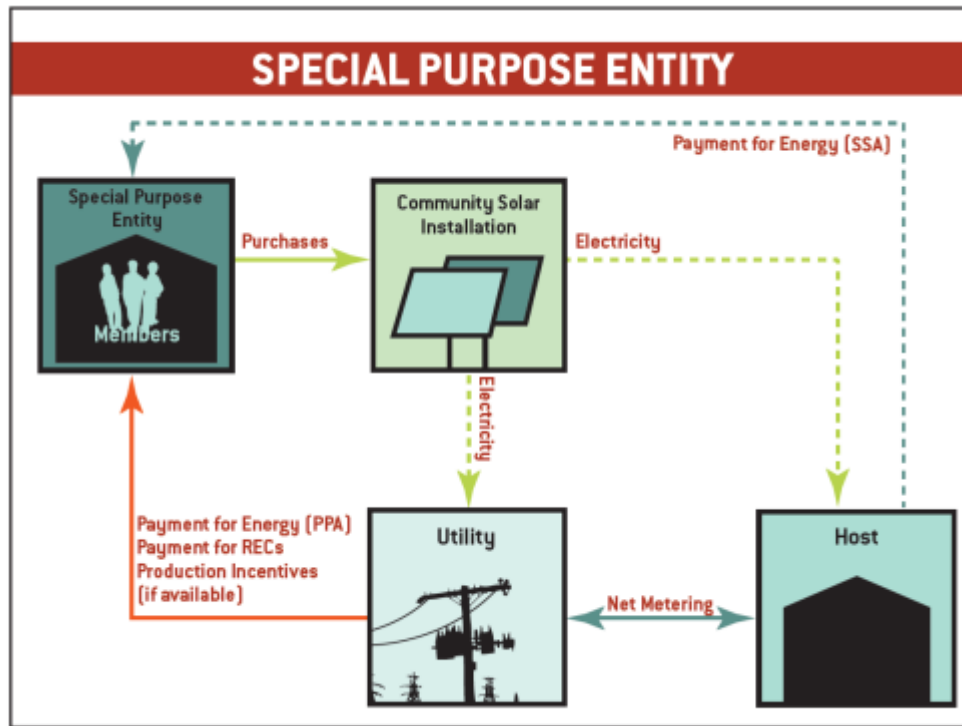 SPECIAL PURPOSE ENTITY
Payment for Energy (SSA)
Special Purpose
Entity
Members
Purchases
Community Solar
Installation
Electricity
Electricity
Payment for Energy (PPA)
Payment for RECs
Production Incentives
(if available)
Utility
Net Metering
Host